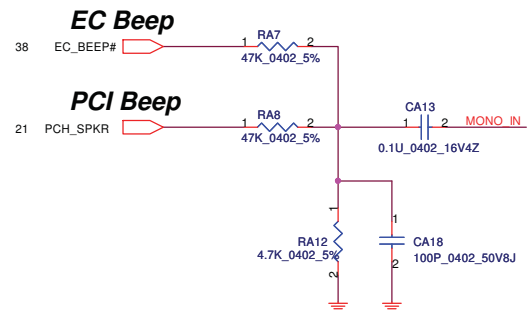 EC Beep
38 EC_BEEP# 1 RA7 2
47K_0402_5%
PCI Beep
21 PCH_SPKR 1 RA8 2
47K_0402_5%
CA13
1 2 MONO_IN
0.1U_0402_16V4Z
1
RA12
4.7K_0402_5%
2
1
CA18
100P_0402_50V8J
2